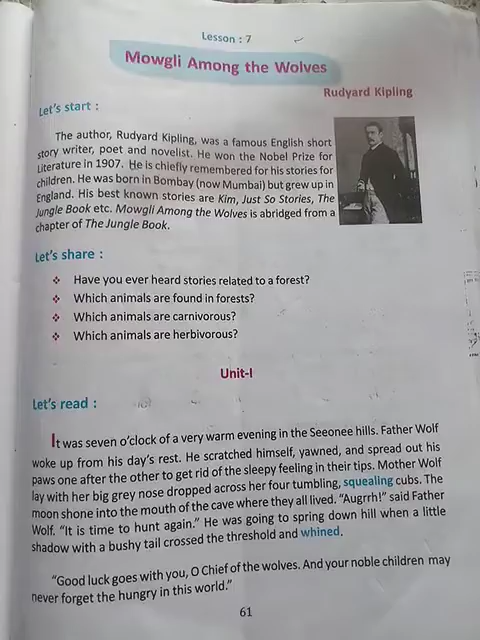 Lesson : 7
Mowgli Among the Wolves
Rudyard Kipling
Let's start :
The author, Rudyard Kipling, was a famous English short
story writer, poet and novelist. He won the Nobel Prize for
Literature in 1907. He is chiefly remembered for his stories for
children. He was born in Bombay (now Mumbai) but grew up in
England. His best known stories are Kim, Just So Stories, The
Jungle Book etc. Mowgli Among the Wolves is abridged from a
chapter of The Jungle Book.
Let's share :
❖ Have you ever heard stories related to a forest?
❖ Which animals are found in forests?
❖ Which animals are carnivorous?
❖ Which animals are herbivorous?
Unit-I
Let's read :
It was seven o'clock of a very warm evening in the Seeonee hills. Father Wolf
woke up from his day's rest. He scratched himself, yawned, and spread out his
paws one after the other to get rid of the sleepy feeling in their tips. Mother Wolf
lay with her big grey nose dropped across her four tumbling, squealing cubs. The
moon shone into the mouth of the cave where they all lived. “Augrrh!” said Father
Wolf. “It is time to hunt again.” He was going to spring down hill when a little
shadow with a bushy tail crossed the threshold and whined.
“Good luck goes with you, O Chief of the wolves. And your noble children may
never forget the hungry in this world.”
61